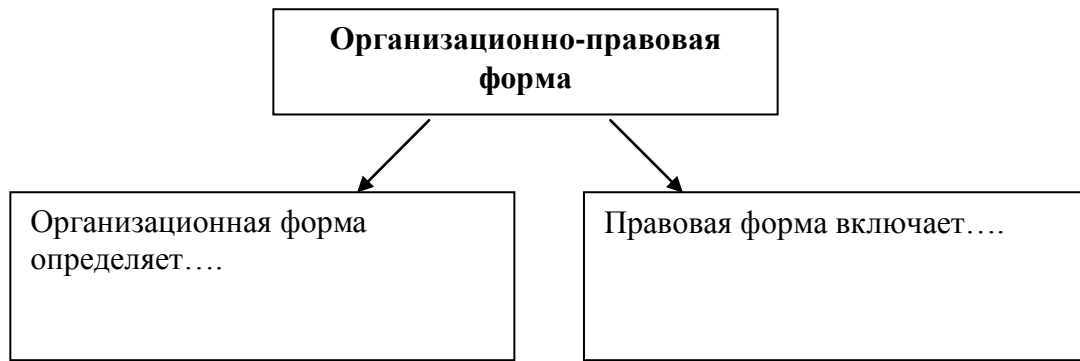 Организационно-правовая
форма
Организационная форма
определяет….
Правовая форма включает….